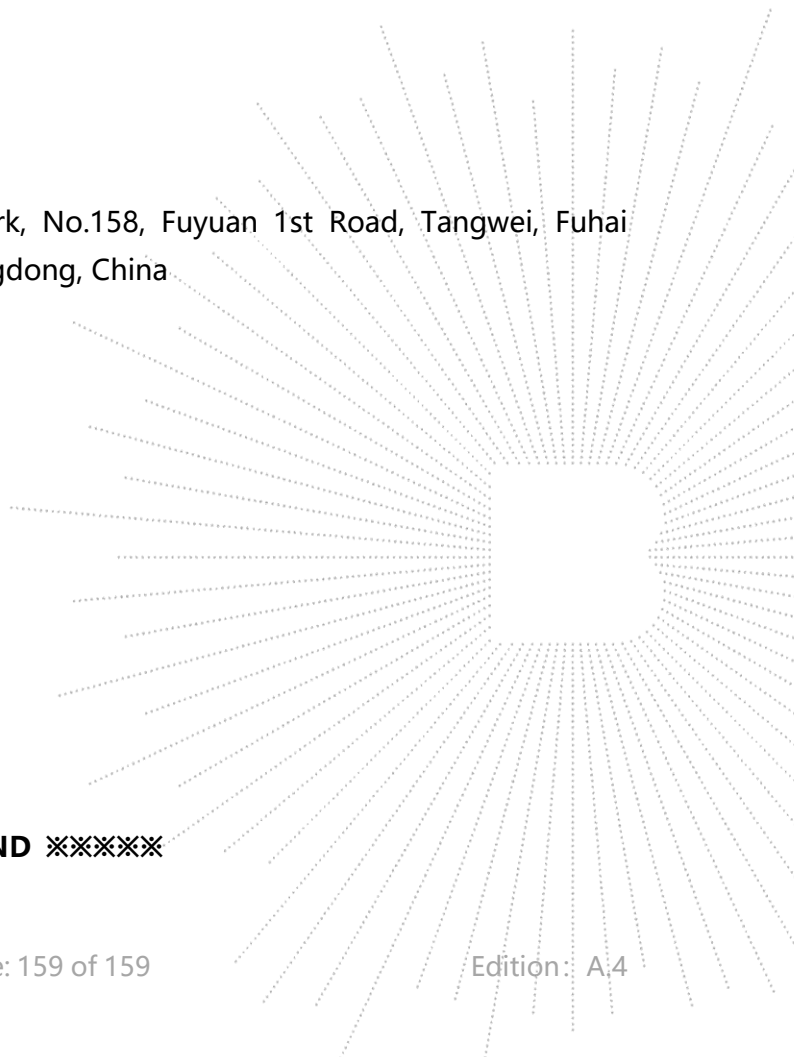 rk, No.158, Fuyuan 1st Road, Tangwei, Fuhai
gdong, China
ND ※※※※※
e: 159 of 159 Edition：A.4